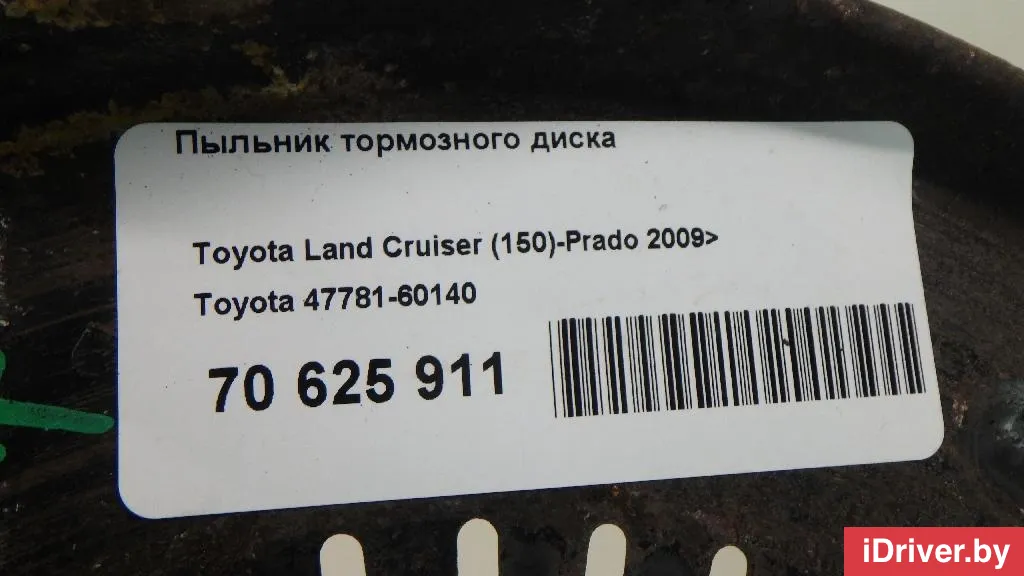 Пыльник тормозного диска
Toyota Land Cruiser (150)-Prado 2009>
Toyota 47781-60140
70 625 911
iDriver.by